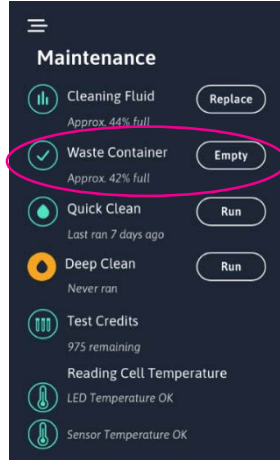 Maintenance
Cleaning Fluid
Replace
Approx. 44% full
Waste Container
Empty
Approx. 42% full
Quick Clean
Run
Last ran 7 days ago
Deep Clean
Run
Never ran
Test Credits
975 remaining
Reading Cell Temperature
LED Temperature OK
Sensor Temperature OK